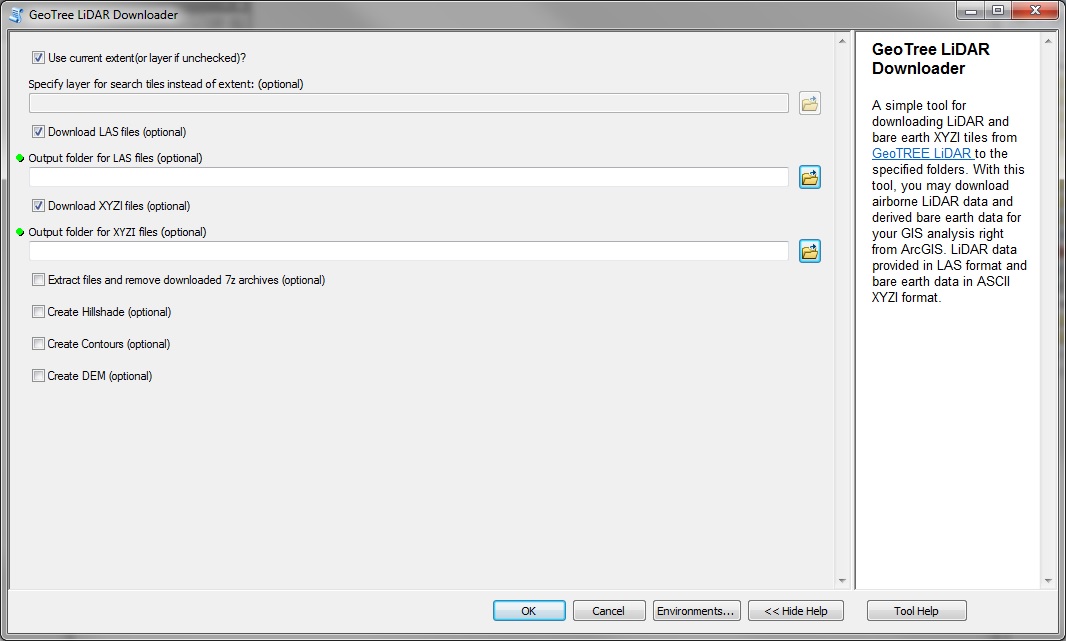 GeoTree LiDAR Downloader
Use current extent(or layer if unchecked)?
Specify layer for search tiles instead of extent: (optional)
Download LAS files (optional)
Output folder for LAS files (optional)
Download XYZI files (optional)
Output folder for XYZI files (optional)
Extract files and remove downloaded 7z archives (optional)
Create Hillshade (optional)
Create Contours (optional)
Create DEM (optional)
GeoTree LiDAR
Downloader
A simple tool for
downloading LiDAR and
bare earth XYZI tiles from
GeoTREE LiDAR to the
specified folders. With this
tool, you may download
airborne LiDAR data and
derived bare earth data for
your GIS analysis right
from ArcGIS. LiDAR data
provided in LAS format and
bare earth data in ASCII
XYZI format.
OK
Cancel
Environments...
<< Hide Help
Tool Help